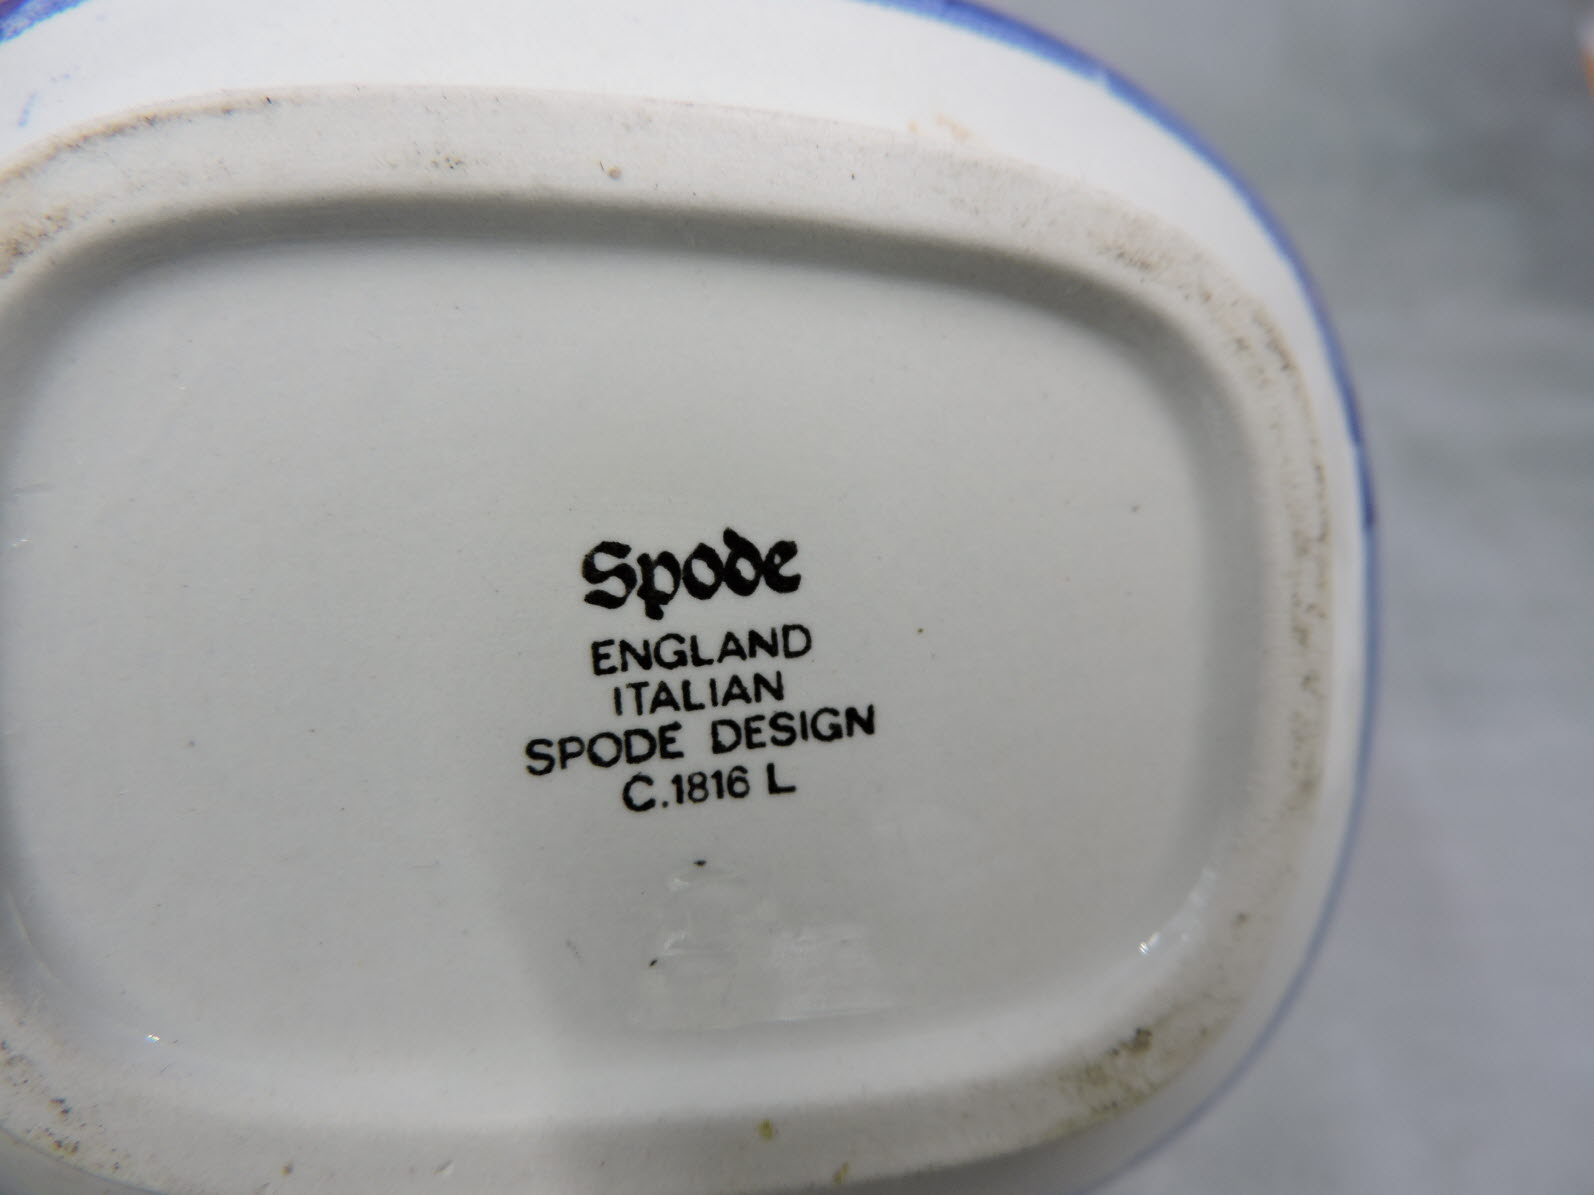 Spode
ENGLAND
ITALIAN
SPODE DESIGN
C.1816 L